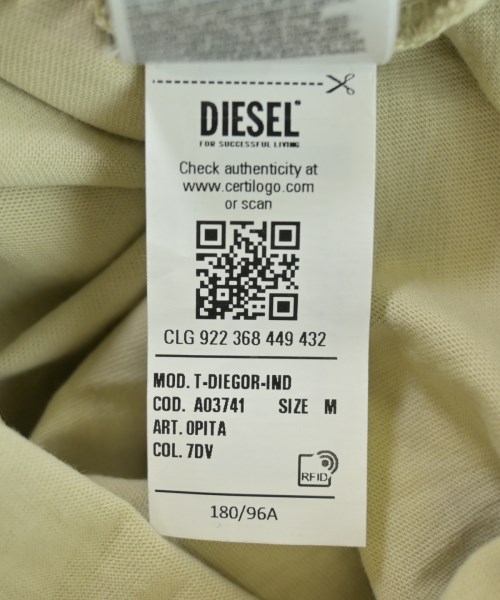 DIESEL
FOR SUCCESSFUL LIVING
Check authenticity at
www.certilogo.com
or scan
CLG 922 368 449 432
MOD. T-DIEGOR-IND
COD. A03741 SIZE M
ART. OPITA
COL. 7DV
RFID
180/96A